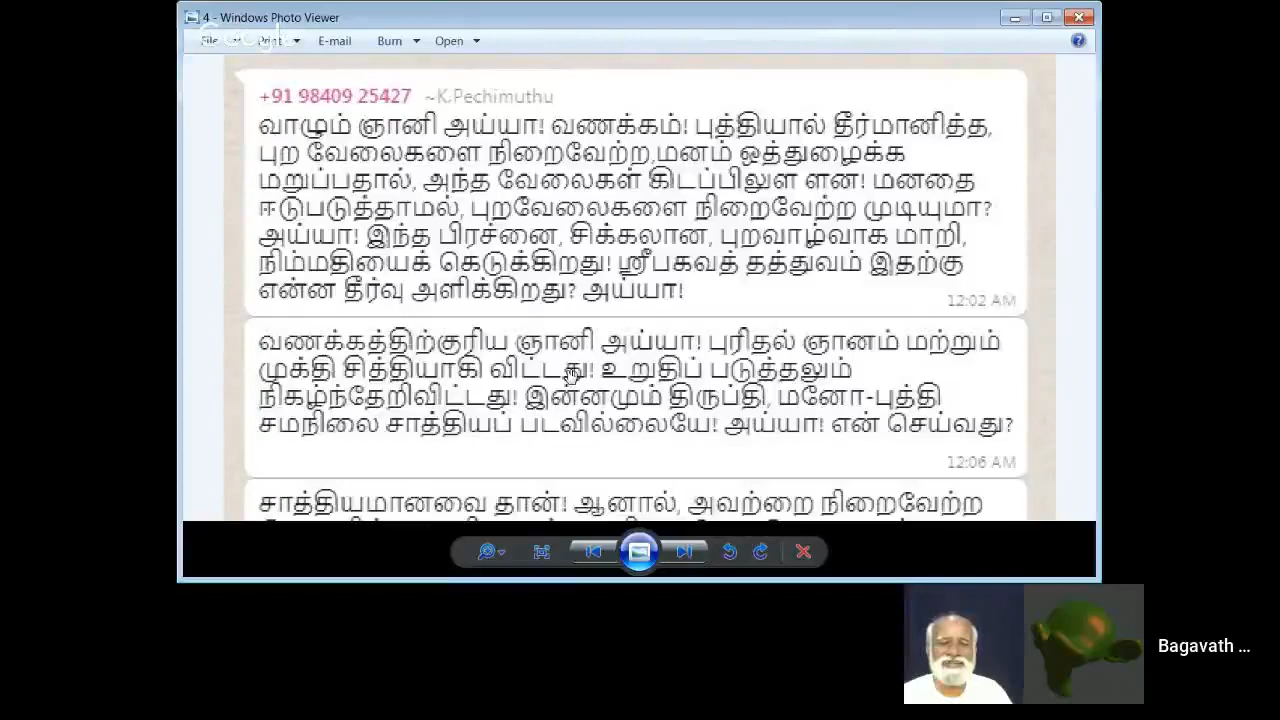 4 - Windows Photo Viewer
File Print E-mail Burn Open
Google
+91 98409 25427 ~K.Pechimuthu
வாழும் ஞானி அய்யா! வணக்கம்! புத்தியால் தீர்மானித்த,
புற வேலைகளை நிறைவேற்ற,மனம் ஒத்துழைக்க
மறுப்பதால், அந்த வேலைகள் கிடப்பிலுள ளன! மனதை
ஈடுபடுத்தாமல், புறவேலைகளை நிறைவேற்ற முடியுமா?
அய்யா! இந்த பிரச்னை, சிக்கலான, புறவாழ்வாக மாறி,
நிம்மதியைக் கெடுக்கிறது! ஸ்ரீபகவத் தத்துவம் இதற்கு
என்ன தீர்வு அளிக்கிறது? அய்யா!
12:02 AM
வணக்கத்திற்குரிய ஞானி அய்யா! புரிதல் ஞானம் மற்றும்
முக்தி சித்தியாகி விட்டது! உறுதிப் படுத்தலும்
நிகழ்ந்தேறிவிட்டது! இன்னமும் திருப்தி, மனோ-புத்தி
சமநிலை சாத்தியப் படவில்லையே! அய்யா! என் செய்வது?
12:06 AM
சாத்தியமானவை தான்! ஆனால், அவற்றை நிறைவேற்ற
Bagavath ...